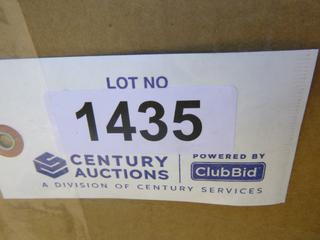 LOT NO
1435
CENTURY AUCTIONS
POWERED BY
ClubBid
A DIVISION OF CENTURY SERVICES